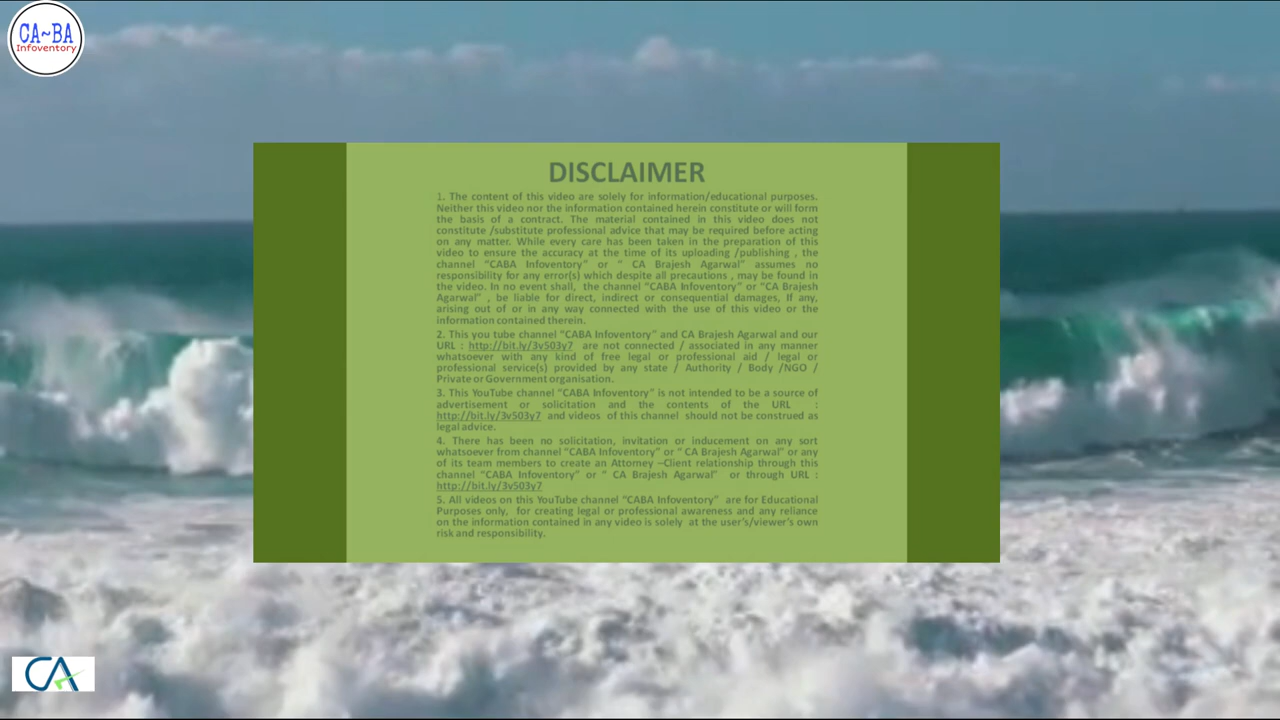 CA~BA
Infoventory
DISCLAIMER
1. The content of this video are solely for information/educational purposes.
Neither this video nor the information contained herein constitute or will form
the basis of a contract. The material contained in this video does not
constitute /substitute professional advice that may be required before acting
on any matter. While every care has been taken in the preparation of this
video to ensure the accuracy at the time of its uploading /publishing , the
channel “CABA Infoventory” or “ CA Brajesh Agarwal” assumes no
responsibility for any error(s) which despite all precautions , may be found in
the video. In no event shall, the channel “CABA Infoventory” or “CA Brajesh
Agarwal” , be liable for direct, indirect or consequential damages, If any,
arising out of or in any way connected with the use of this video or the
information contained therein.
2. This you tube channel “CABA Infoventory” and CA Brajesh Agarwal and our
URL : http://bit.ly/3v503y7 are not connected / associated in any manner
whatsoever with any kind of free legal or professional aid / legal or
professional service(s) provided by any state / Authority / Body /NGO /
Private or Government organisation.
3. This YouTube channel “CABA Infoventory” is not intended to be a source of
advertisement or solicitation and the contents of the URL :
http://bit.ly/3v503y7 and videos of this channel should not be construed as
legal advice.
4. There has been no solicitation, invitation or inducement on any sort
whatsoever from channel “CABA Infoventory” or “ CA Brajesh Agarwal” or any
of its team members to create an Attorney –Client relationship through this
channel “CABA Infoventory” or “ CA Brajesh Agarwal” or through URL :
http://bit.ly/3v503y7
5. All videos on this YouTube channel “CABA Infoventory” are for Educational
Purposes only, for creating legal or professional awareness and any reliance
on the information contained in any video is solely at the user’s/viewer’s own
risk and responsibility.
CA